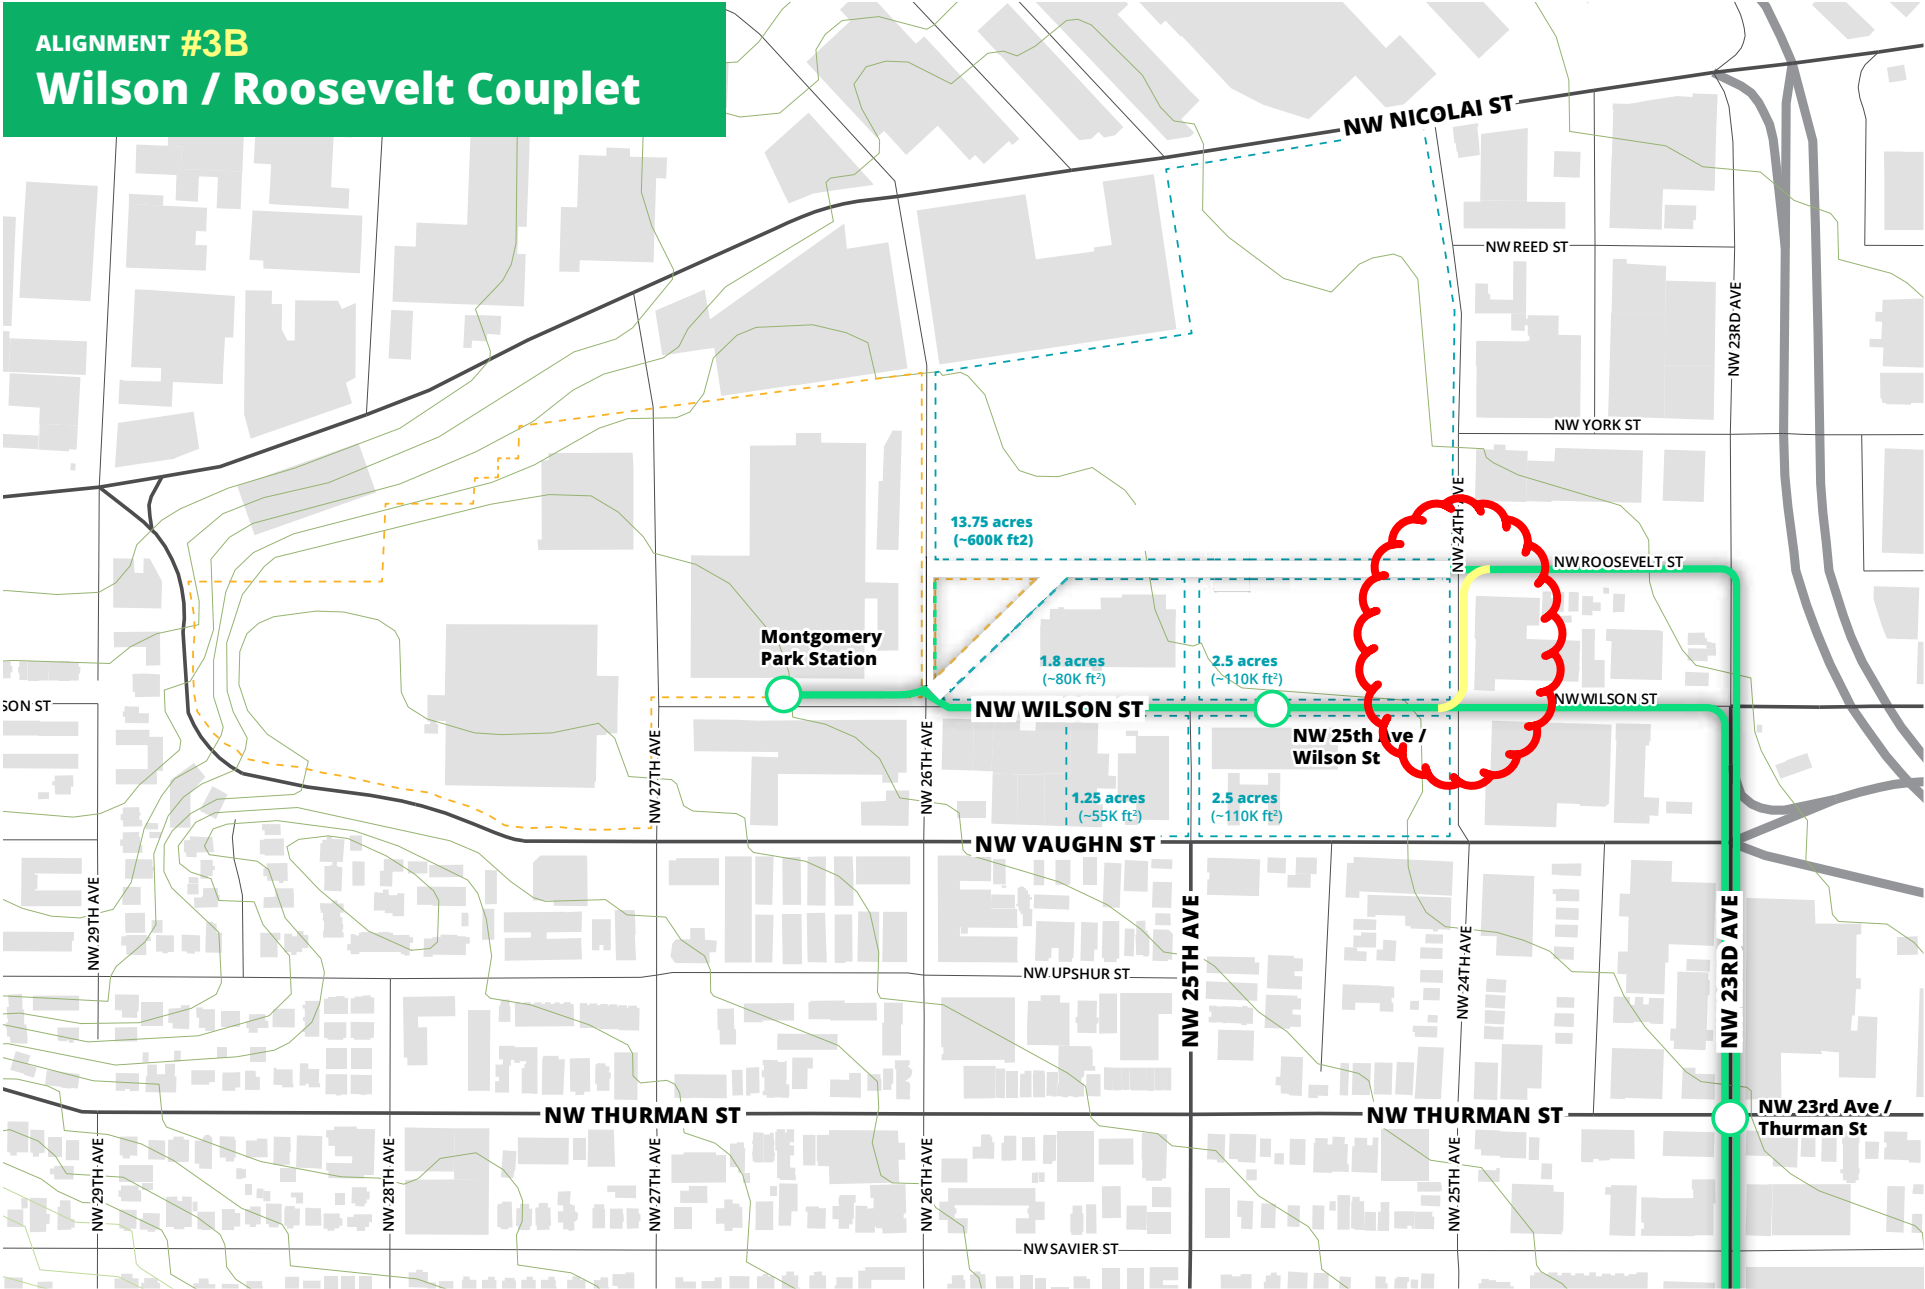 ALIGNMENT #3B
Wilson / Roosevelt Couplet
NW NICOLAI ST
NW REED ST
NW 23RD AVE
NW YORK ST
NW 24TH AVE
13.75 acres
(~600K ft2)
NW ROOSEVELT ST
Montgomery
Park Station
1.8 acres
(~80K ft²)
2.5 acres
(~110K ft²)
SON ST
NW WILSON ST
NW WILSON ST
NW 25th Ave /
Wilson St
NW 27TH AVE
NW 26TH AVE
1.25 acres
(~55K ft²)
2.5 acres
(~110K ft²)
NW VAUGHN ST
NW 29TH AVE
NW 25TH AVE
NW 24TH AVE
NW 23RD AVE
NW UPSHUR ST
NW THURMAN ST
NW THURMAN ST
NW 23rd Ave /
Thurman St
NW 29TH AVE
NW 28TH AVE
NW 27TH AVE
NW 26TH AVE
NW 25TH AVE
NW SAVIER ST